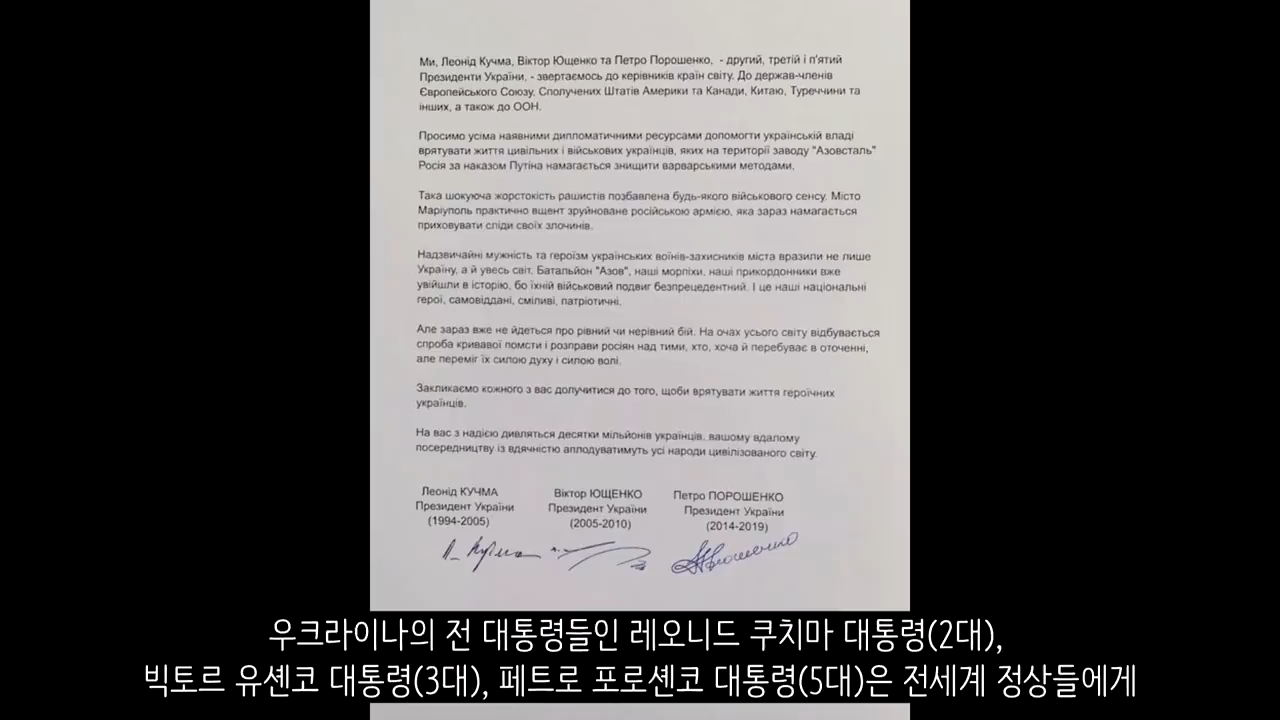 Ми, Леонід Кучма, Віктор Ющенко та Петро Порошенко,  - другий, третій і п'ятий
Президенти України, - звертаємось до керівників країн світу. До держав-членів
Європейського Союзу, Сполучених Штатів Америки та Канади, Китаю, Туреччини та
інших, а також до ООН.
Просимо усіма наявними дипломатичними ресурсами допомогти українській владі
врятувати життя цивільних і військових українців, яких на території заводу "Азовсталь"
Росія за наказом Путіна намагається знищити варварськими методами.
Така шокуюча жорстокість рашистів позбавлена будь-якого військового сенсу. Місто
Маріуполь практично вщент зруйноване російською армією, яка зараз намагається
приховувати сліди своїх злочинів.
Надзвичайні мужність та героїзм українських воїнів-захисників міста вразили не лише
Україну, а й увесь світ. Батальйон "Азов", наші морпіхи, наші прикордонники вже
увійшли в історію, бо їхній військовий подвиг безпрецедентний. І це наші національні
герої, самовіддані, сміливі, патріотичні.
Але зараз вже не йдеться про рівний чи нерівний бій. На очах усього світу відбувається
спроба кривавої помсти і розправи росіян над тими, хто, хоча й перебуває в оточенні,
але переміг їх силою духу і силою волі.
Закликаємо кожного з вас долучитися до того, щоби врятувати життя героїчних
українців.
На вас з надією дивляться десятки мільйонів українців, вашому вдалому
посередництву із вдячністю аплодуватимуть усі народи цивілізованого світу.
Леонід КУЧМА Віктор ЮЩЕНКО Петро ПОРОШЕНКО
Президент України Президент України Президент України
(1994-2005) (2005-2010) (2014-2019)
우크라이나의 전 대통령들인 레오니드 쿠치마 대통령(2대),
빅토르 유셴코 대통령(3대), 페트로 포로셴코 대통령(5대)은 전세계 정상들에게